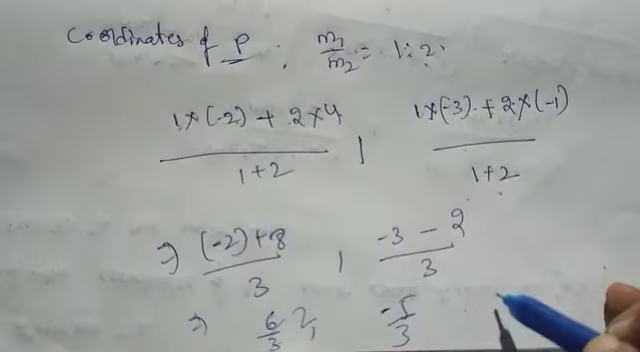 Coordinates of P : m1/m2 = 1:2
1×(-2) + 2×4 / 1+2 , 1×(-3) + 2×(-1) / 1+2
⇒ (-2)+8 / 3 , -3 - 2 / 3
⇒ 6/3 2, -5/3